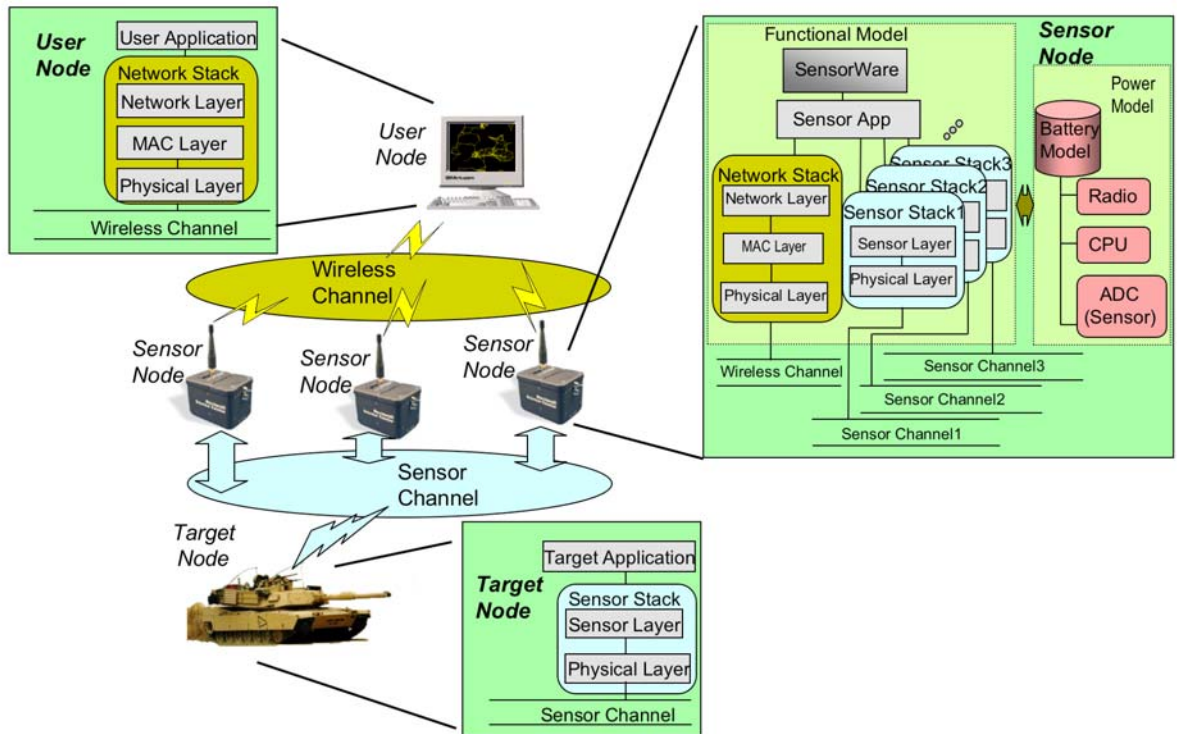 User
Node
User Application
Network Stack
Network Layer
MAC Layer
Physical Layer
Wireless Channel
User
Node
Wireless
Channel
Sensor
Node
Sensor
Node
Sensor
Node
Sensor
Channel
Target
Node
Target
Node
Target Application
Sensor Stack
Sensor Layer
Physical Layer
Sensor Channel
Functional Model
Sensor
Node
SensorWare
Sensor App
Network Stack
Network Layer
MAC Layer
Physical Layer
Sensor Stack3
Sensor Stack2
Sensor Stack1
Sensor Layer
Physical Layer
Power
Model
Battery
Model
Radio
CPU
ADC
(Sensor)
Wireless Channel
Sensor Channel3
Sensor Channel2
Sensor Channel1